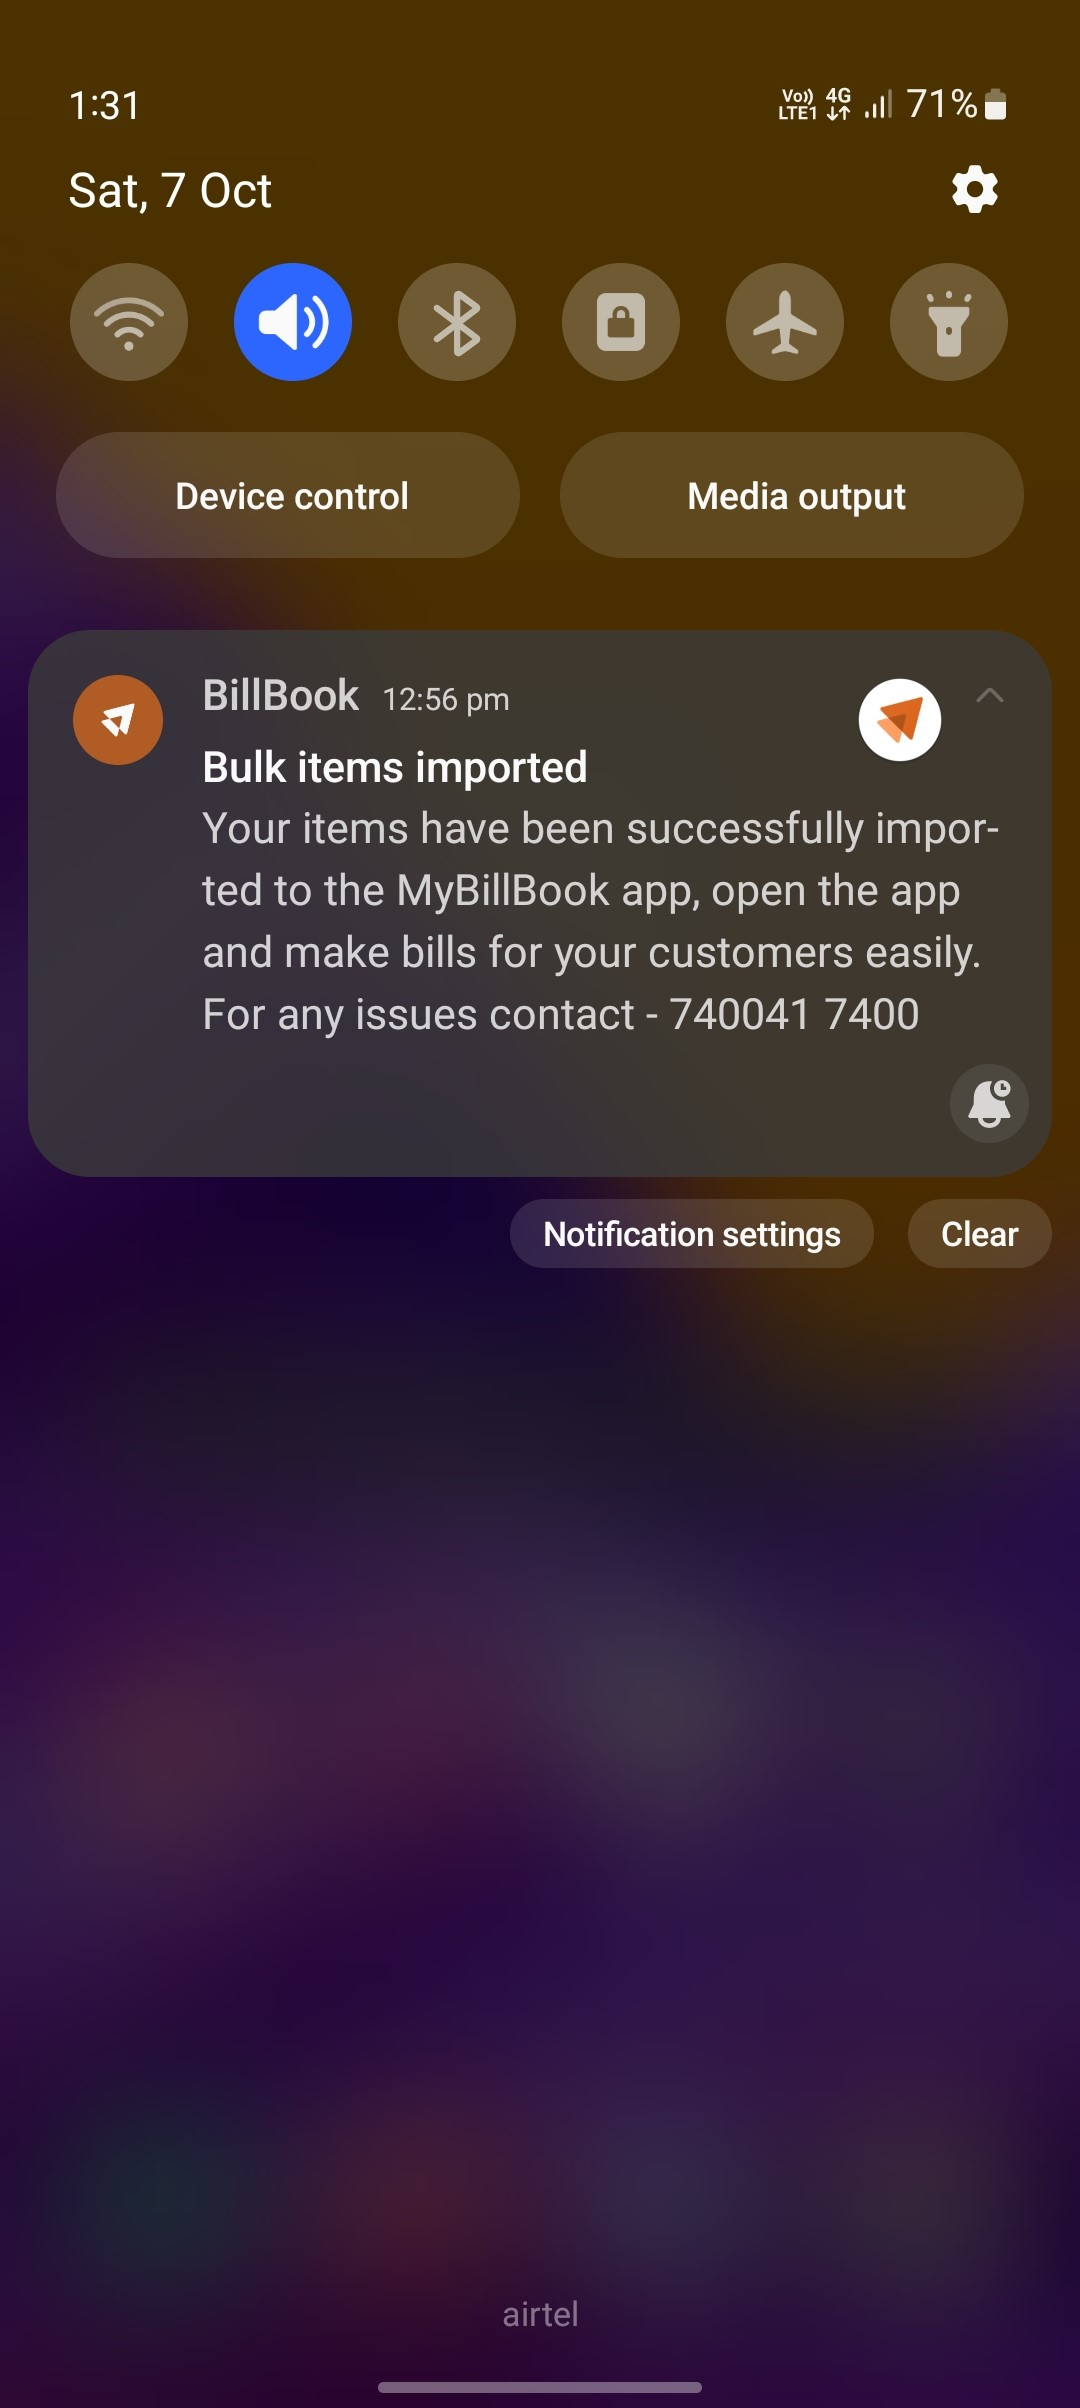 1:31
Vo)) 4G 71%
LTE1
Sat, 7 Oct
Device control
Media output
BillBook 12:56 pm
Bulk items imported
Your items have been successfully impor-
ted to the MyBillBook app, open the app
and make bills for your customers easily.
For any issues contact - 740041 7400
Notification settings
Clear
airtel